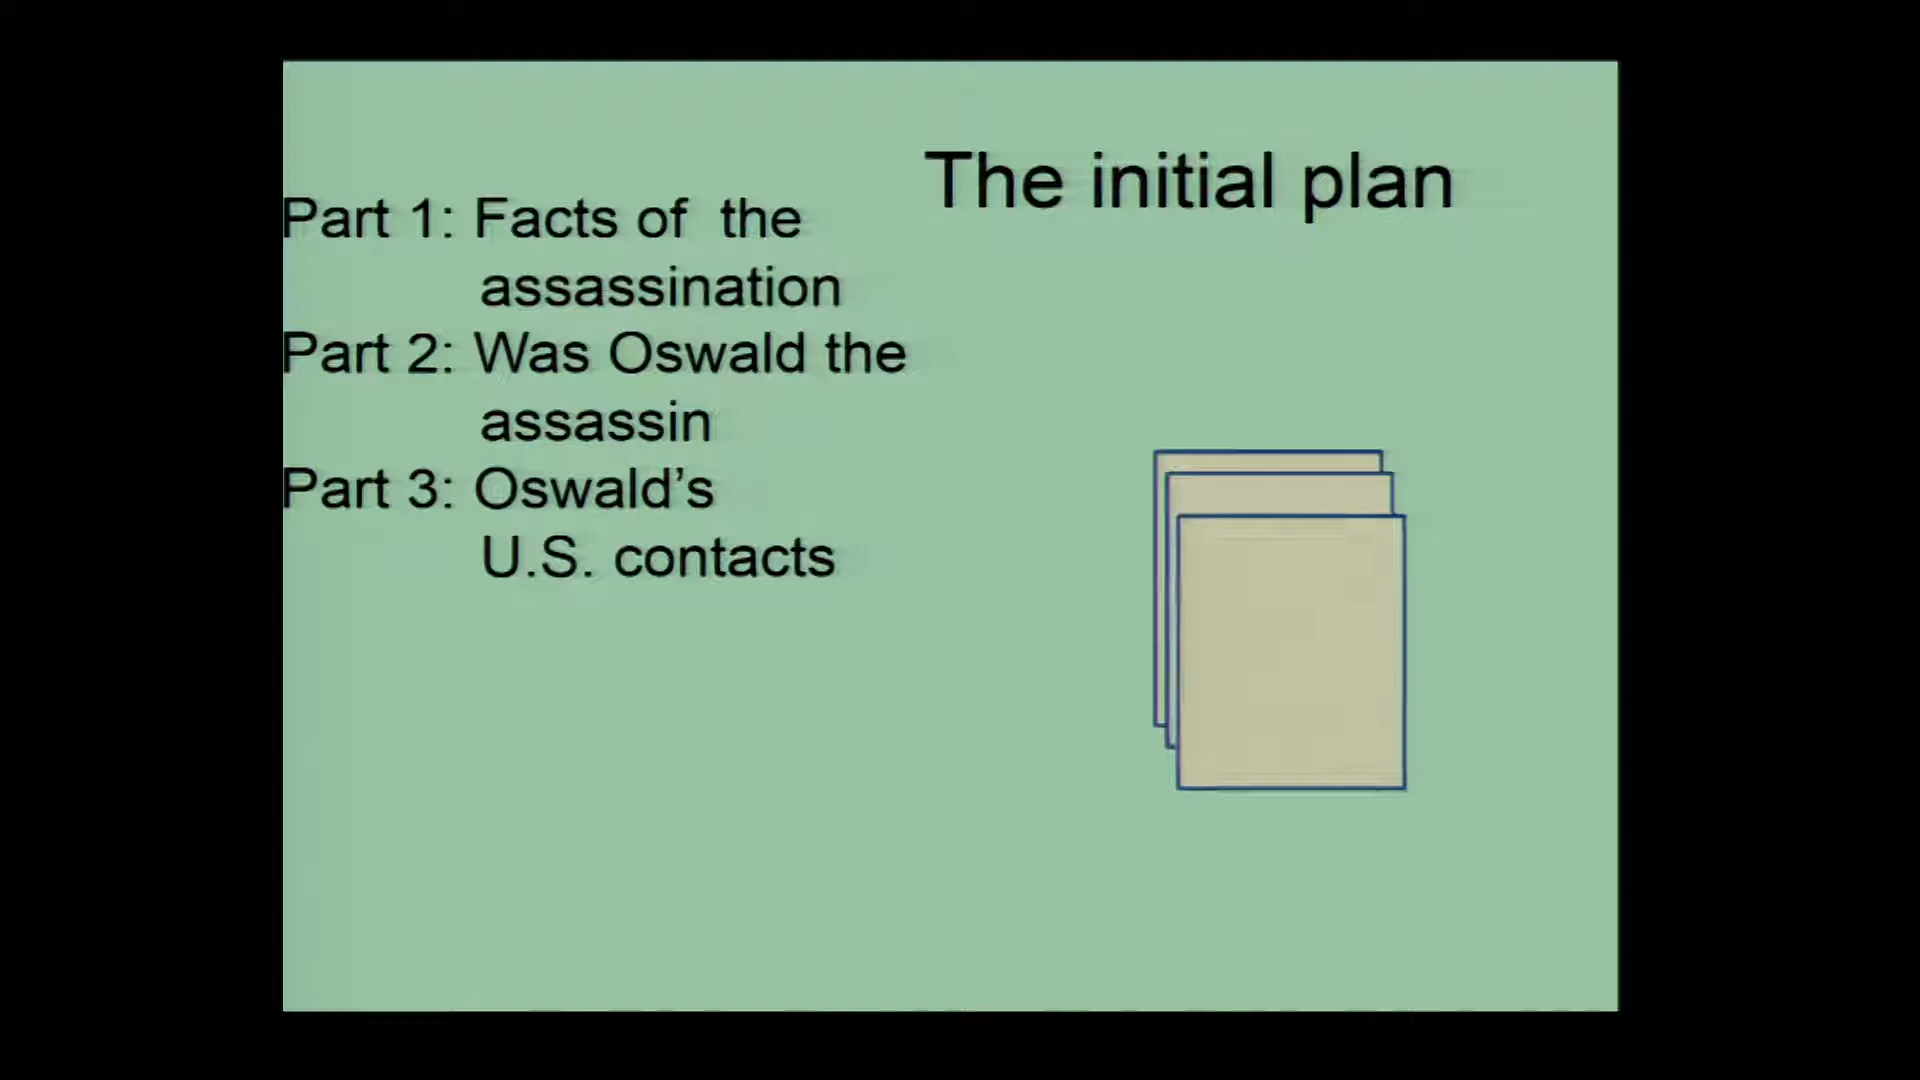 The initial plan
Part 1: Facts of the
assassination
Part 2: Was Oswald the
assassin
Part 3: Oswald’s
U.S. contacts